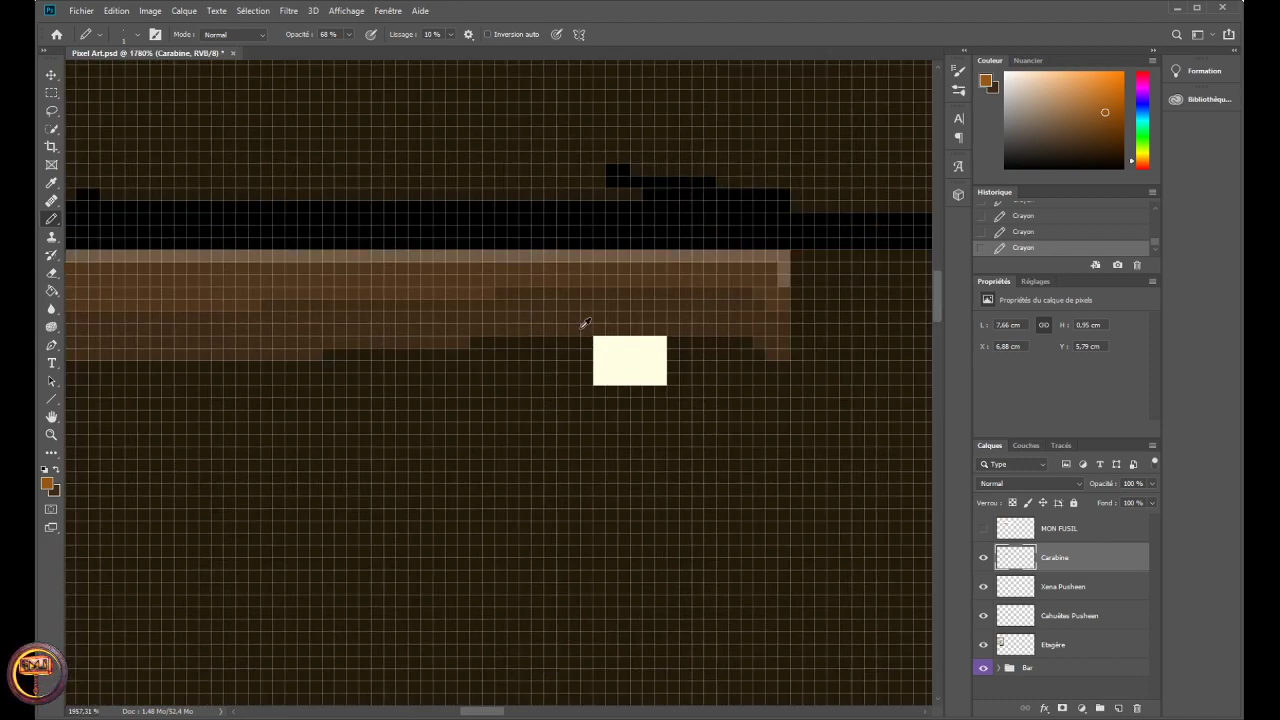 Ps Fichier Edition Image Calque Texte Sélection Filtre 3D Affichage Fenêtre Aide
1 Mode : Normal Opacité : 68 % Lissage : 10 % Inversion auto
Pixel Art.psd @ 1780% (Carabine, RVB/8) *
Couleur Nuancier
Formation
Bibliothèqu...
Historique
Crayon
Crayon
Crayon
Propriétés Réglages
Propriétés du calque de pixels
L : 7,66 cm H : 0,95 cm
X : 6,88 cm Y : 5,79 cm
Calques Couches Tracés
Type
Normal Opacité : 100 %
Verrou : Fond : 100 %
MON FUSIL
Carabine
Xena Pusheen
Cahuètes Pusheen
Etagère
Bar
1957,31 % Doc : 1,48 Mo/52,4 Mo